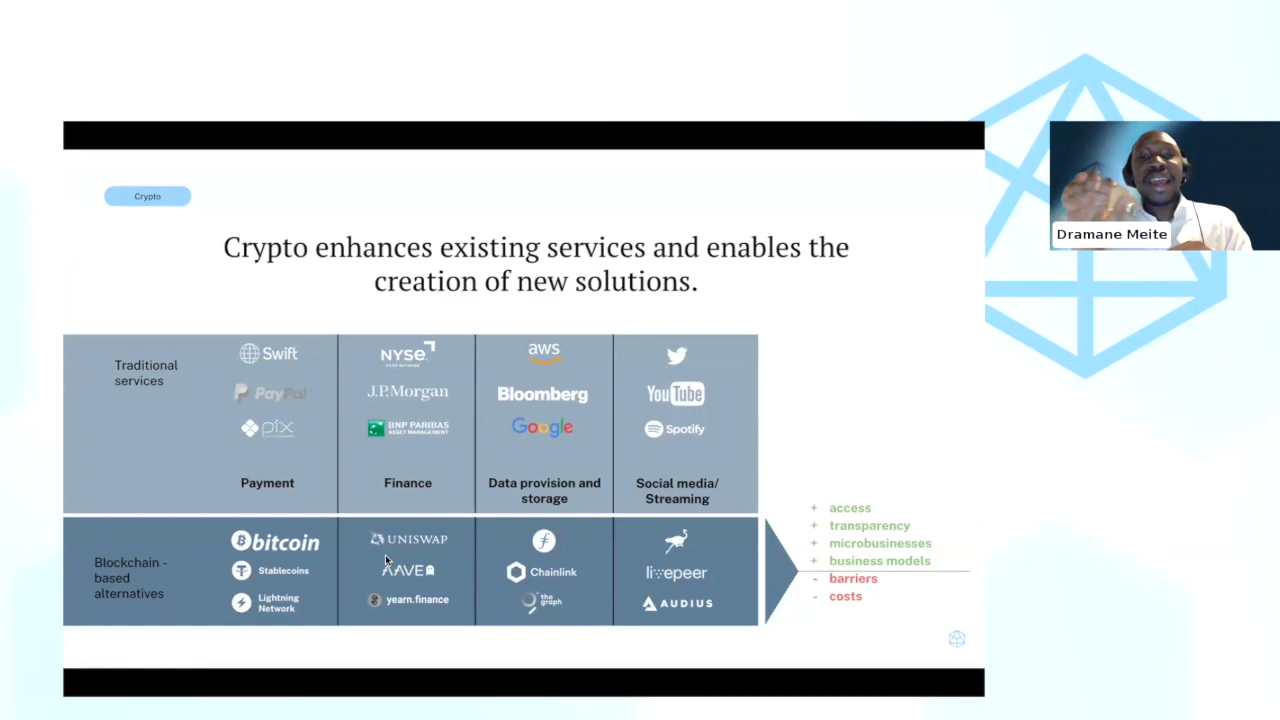 Crypto
Crypto enhances existing services and enables the
creation of new solutions.
Traditional
services
Swift
PayPal
pix
Payment
NYSE
J.P.Morgan
BNP PARIBAS
ASSET MANAGEMENT
Finance
aws
Bloomberg
Google
Data provision and
storage
YouTube
Spotify
Social media/
Streaming
Blockchain -
based
alternatives
bitcoin
Stablecoins
Lightning
Network
UNISWAP
AAVE
yearn.finance
Chainlink
the
graph
livepeer
AUDIUS
+ access
+ transparency
+ microbusinesses
+ business models
- barriers
- costs
Dramane Meite